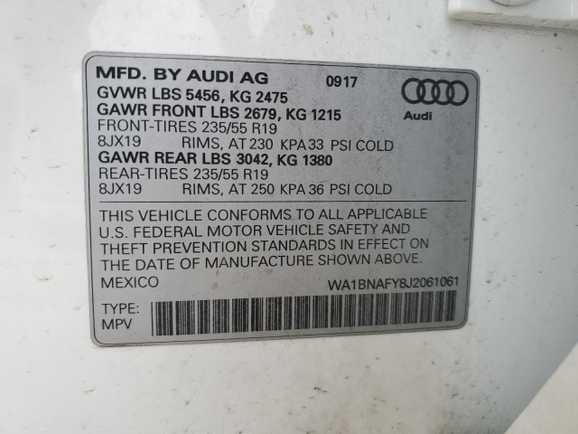 MFD. BY AUDI AG 0917
GVWR LBS 5456, KG 2475
GAWR FRONT LBS 2679, KG 1215
FRONT-TIRES 235/55 R19
8JX19 RIMS, AT 230 KPA 33 PSI COLD
GAWR REAR LBS 3042, KG 1380
REAR-TIRES 235/55 R19
8JX19 RIMS, AT 250 KPA 36 PSI COLD
Audi
THIS VEHICLE CONFORMS TO ALL APPLICABLE
U.S. FEDERAL MOTOR VEHICLE SAFETY AND
THEFT PREVENTION STANDARDS IN EFFECT ON
THE DATE OF MANUFACTURE SHOWN ABOVE.
MEXICO WA1BNAFY8J2061061
TYPE:
MPV